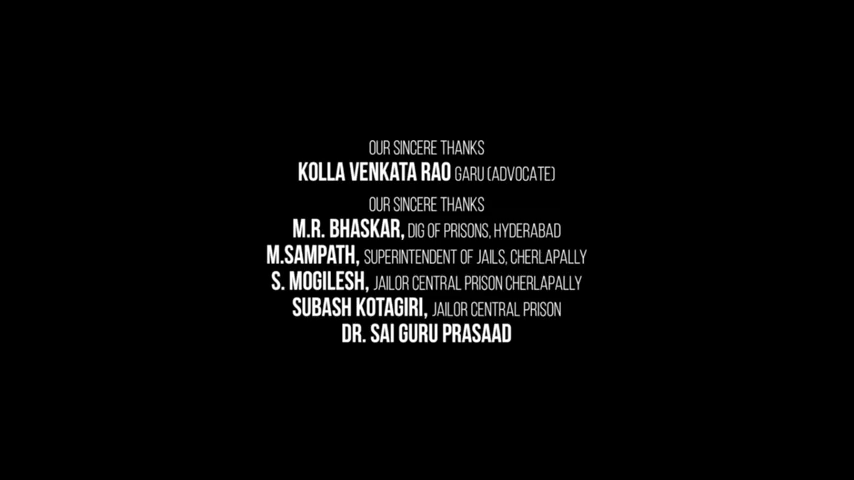 OUR SINCERE THANKS
KOLLA VENKATA RAO GARU (ADVOCATE)
OUR SINCERE THANKS
M.R. BHASKAR, DIG OF PRISONS, HYDERABAD
M.SAMPATH, SUPERINTENDENT OF JAILS, CHERLAPALLY
S. MOGILESH, JAILOR CENTRAL PRISON CHERLAPALLY
SUBASH KOTAGIRI, JAILOR CENTRAL PRISON
DR. SAI GURU PRASAAD